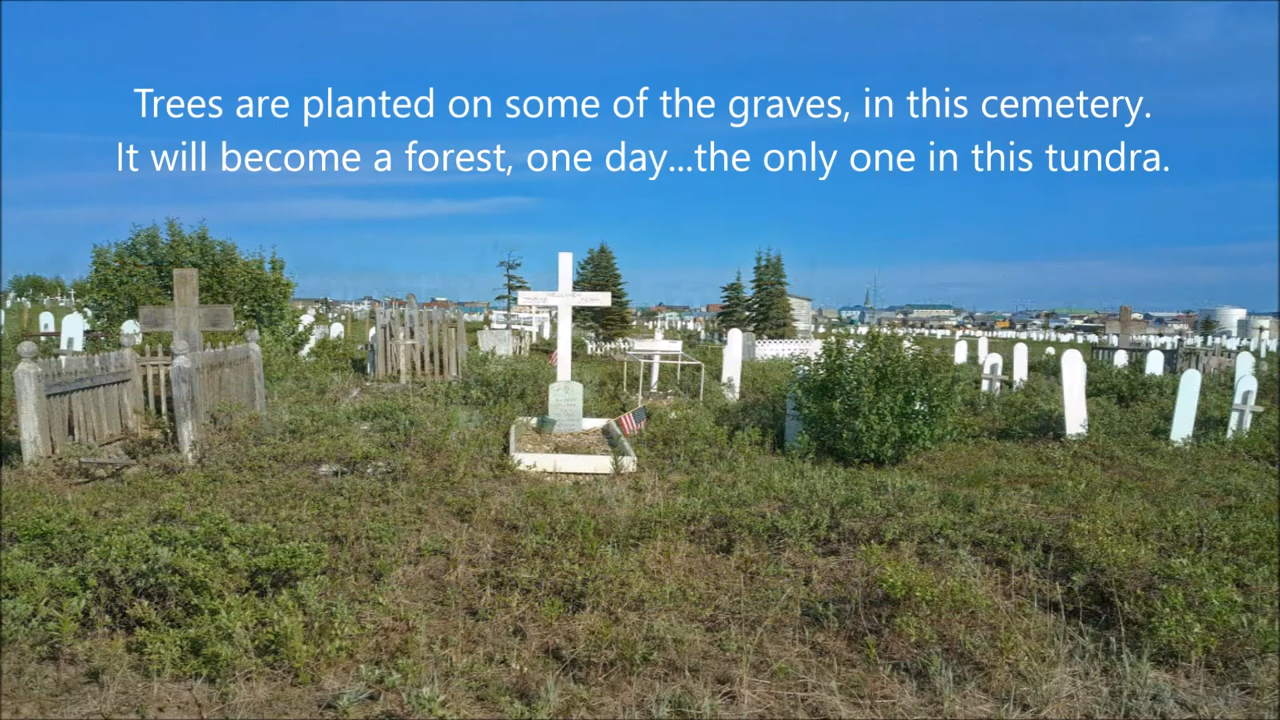 Trees are planted on some of the graves, in this cemetery.
It will become a forest, one day...the only one in this tundra.